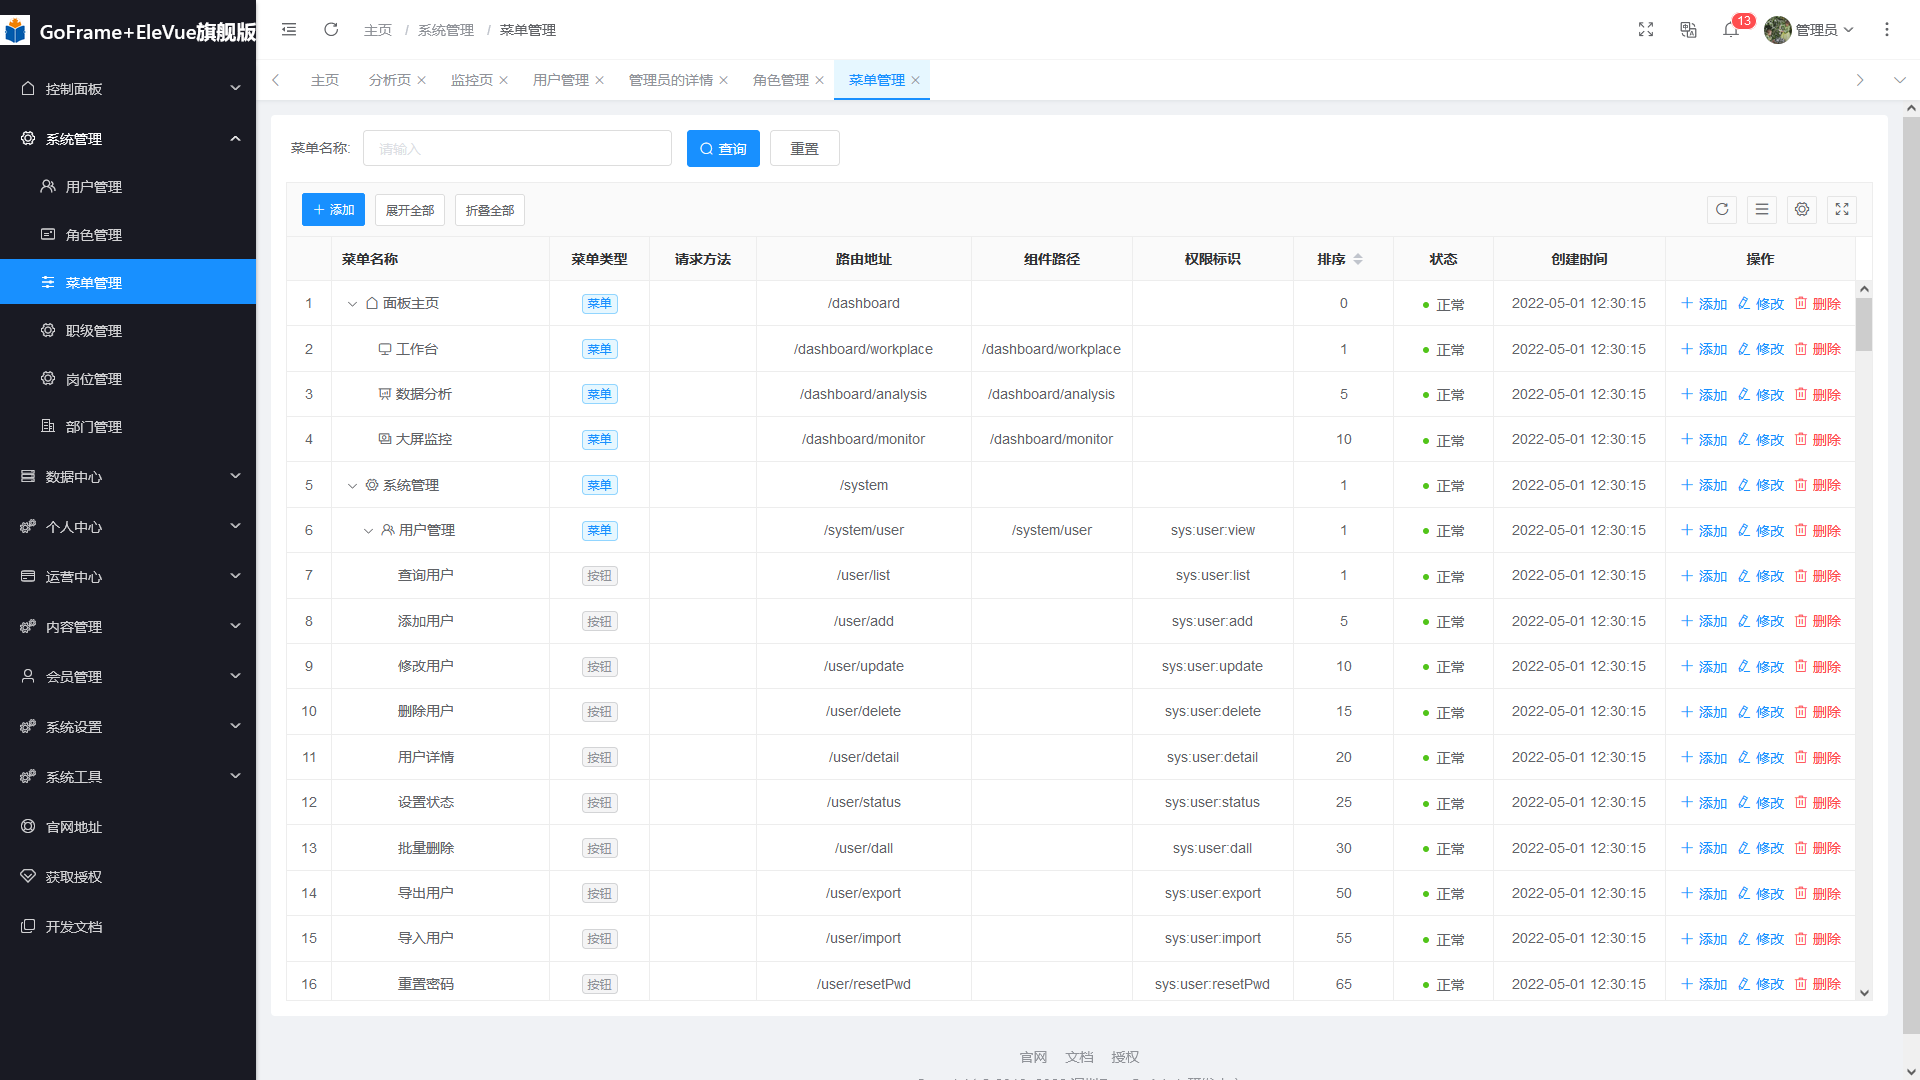 GoFrame+EleVue旗舰版
主页 / 系统管理 / 菜单管理
13
管理员
控制面板
系统管理
用户管理
角色管理
菜单管理
职级管理
岗位管理
部门管理
数据中心
个人中心
运营中心
内容管理
会员管理
系统设置
系统工具
官网地址
获取授权
开发文档
主页 分析页 监控页 用户管理 管理员的详情 角色管理 菜单管理
菜单名称: 请输入 查询 重置
添加 展开全部 折叠全部
菜单名称 菜单类型 请求方法 路由地址 组件路径 权限标识 排序 状态 创建时间 操作
1 面板主页 菜单 /dashboard 0 正常 2022-05-01 12:30:15 添加 修改 删除
2 工作台 菜单 /dashboard/workplace /dashboard/workplace 1 正常 2022-05-01 12:30:15 添加 修改 删除
3 数据分析 菜单 /dashboard/analysis /dashboard/analysis 5 正常 2022-05-01 12:30:15 添加 修改 删除
4 大屏监控 菜单 /dashboard/monitor /dashboard/monitor 10 正常 2022-05-01 12:30:15 添加 修改 删除
5 系统管理 菜单 /system 1 正常 2022-05-01 12:30:15 添加 修改 删除
6 用户管理 菜单 /system/user /system/user sys:user:view 1 正常 2022-05-01 12:30:15 添加 修改 删除
7 查询用户 按钮 /user/list sys:user:list 1 正常 2022-05-01 12:30:15 添加 修改 删除
8 添加用户 按钮 /user/add sys:user:add 5 正常 2022-05-01 12:30:15 添加 修改 删除
9 修改用户 按钮 /user/update sys:user:update 10 正常 2022-05-01 12:30:15 添加 修改 删除
10 删除用户 按钮 /user/delete sys:user:delete 15 正常 2022-05-01 12:30:15 添加 修改 删除
11 用户详情 按钮 /user/detail sys:user:detail 20 正常 2022-05-01 12:30:15 添加 修改 删除
12 设置状态 按钮 /user/status sys:user:status 25 正常 2022-05-01 12:30:15 添加 修改 删除
13 批量删除 按钮 /user/dall sys:user:dall 30 正常 2022-05-01 12:30:15 添加 修改 删除
14 导出用户 按钮 /user/export sys:user:export 50 正常 2022-05-01 12:30:15 添加 修改 删除
15 导入用户 按钮 /user/import sys:user:import 55 正常 2022-05-01 12:30:15 添加 修改 删除
16 重置密码 按钮 /user/resetPwd sys:user:resetPwd 65 正常 2022-05-01 12:30:15 添加 修改 删除
官网 文档 授权